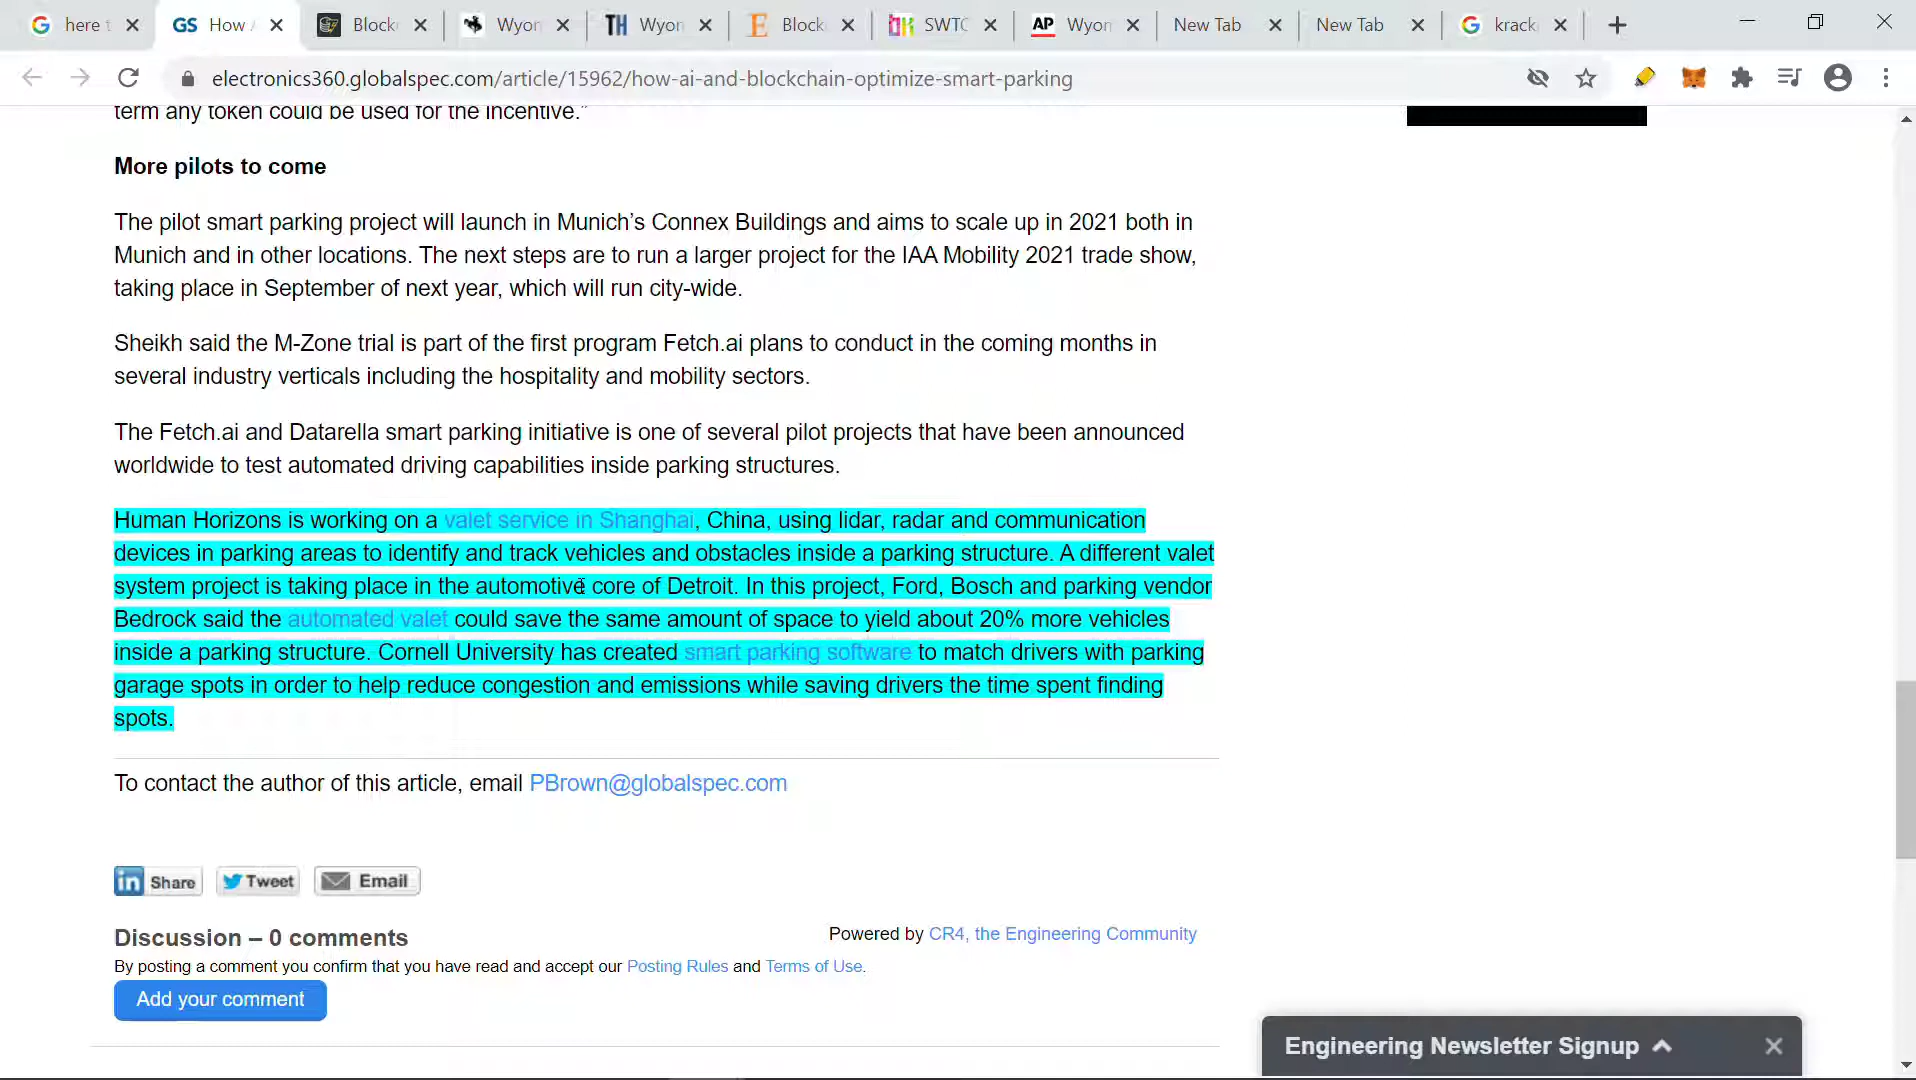 here t
GS How A
Block
Wyon
TH Wyon
E Block
SWTC
AP Wyon
New Tab
New Tab
krack
electronics360.globalspec.com/article/15962/how-ai-and-blockchain-optimize-smart-parking
term any token could be used for the incentive.”
More pilots to come
The pilot smart parking project will launch in Munich’s Connex Buildings and aims to scale up in 2021 both in
Munich and in other locations. The next steps are to run a larger project for the IAA Mobility 2021 trade show,
taking place in September of next year, which will run city-wide.
Sheikh said the M-Zone trial is part of the first program Fetch.ai plans to conduct in the coming months in
several industry verticals including the hospitality and mobility sectors.
The Fetch.ai and Datarella smart parking initiative is one of several pilot projects that have been announced
worldwide to test automated driving capabilities inside parking structures.
Human Horizons is working on a valet service in Shanghai, China, using lidar, radar and communication
devices in parking areas to identify and track vehicles and obstacles inside a parking structure. A different valet
system project is taking place in the automotive core of Detroit. In this project, Ford, Bosch and parking vendor
Bedrock said the automated valet could save the same amount of space to yield about 20% more vehicles
inside a parking structure. Cornell University has created smart parking software to match drivers with parking
garage spots in order to help reduce congestion and emissions while saving drivers the time spent finding
spots.
To contact the author of this article, email PBrown@globalspec.com
in Share
Tweet
Email
Discussion – 0 comments
Powered by CR4, the Engineering Community
By posting a comment you confirm that you have read and accept our Posting Rules and Terms of Use.
Add your comment
Engineering Newsletter Signup